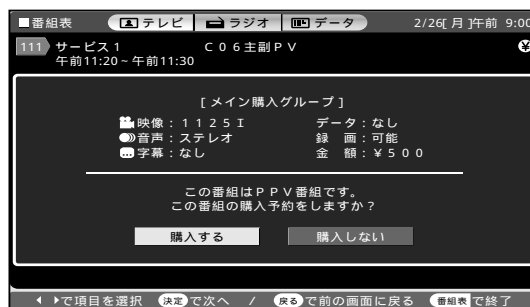 ■番組表 テレビ ラジオ データ 2/26[月]午前 9:00
111 サービス1 C06主副PV ¥
午前11:20~午前11:30
[メイン購入グループ]
映像:1125I データ:なし
音声:ステレオ 録 画:可能
字幕:なし 金 額:¥500
この番組はPPV番組です。
この番組の購入予約をしますか?
購入する 購入しない
で項目を選択 決定で次へ / 戻るで前の画面に戻る 番組表で終了